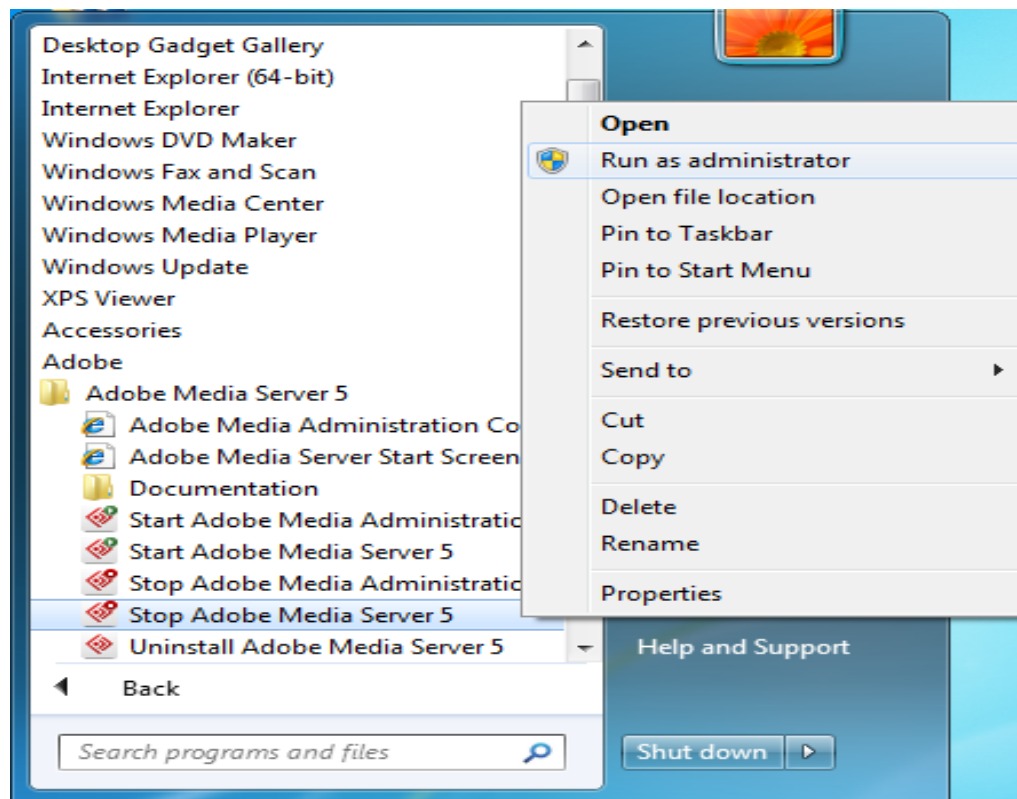 Desktop Gadget Gallery
Internet Explorer (64-bit)
Internet Explorer
Windows DVD Maker
Windows Fax and Scan
Windows Media Center
Windows Media Player
Windows Update
XPS Viewer
Accessories
Adobe
Adobe Media Server 5
Adobe Media Administration Co
Adobe Media Server Start Screen
Documentation
Start Adobe Media Administratic
Start Adobe Media Server 5
Stop Adobe Media Administratic
Stop Adobe Media Server 5
Uninstall Adobe Media Server 5
Back
Search programs and files
Open
Run as administrator
Open file location
Pin to Taskbar
Pin to Start Menu
Restore previous versions
Send to
Cut
Copy
Delete
Rename
Properties
Help and Support
Shut down